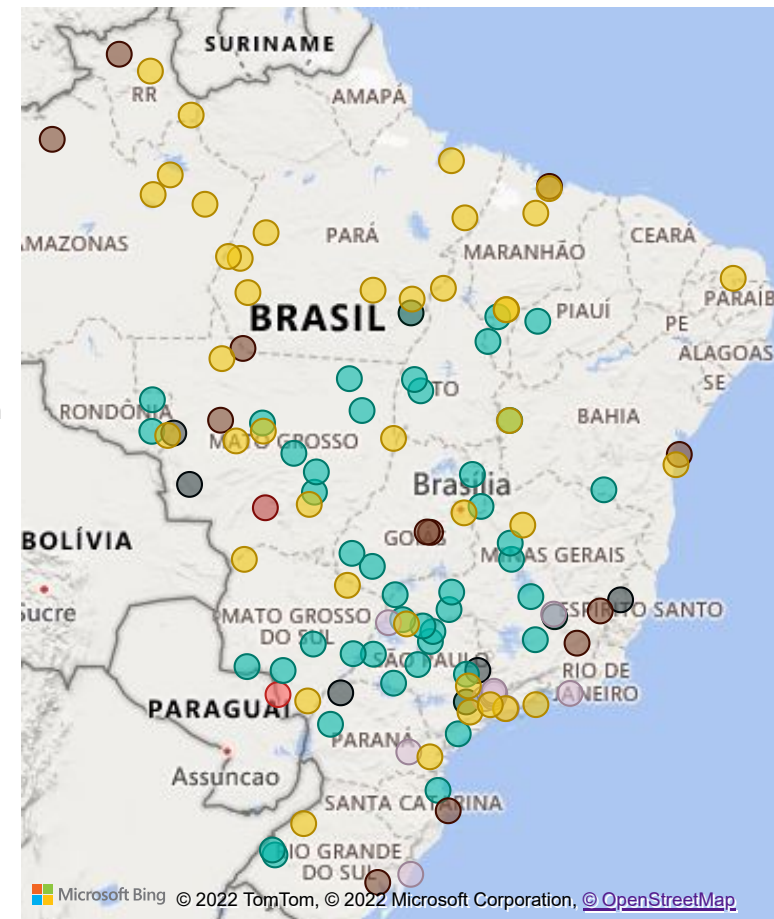 SURINAME
RR
AMAPÁ
AMAZONAS
PARÁ
MARANHÃO
CEARÁ
BRASIL
PIAUÍ
PARAÍB
PE
ALAGOAS
TO
SE
RONDÔNIA
BAHIA
MATO GROSSO
Brasília
GOIÁS
BOLÍVIA
MINAS GERAIS
Sucre
MATO GROSSO
DO SUL
ESPÍRITO SANTO
SÃO PAULO
RIO DE
JANEIRO
PARAGUAI
PARANÁ
Assuncao
SANTA CATARINA
RIO GRANDE
DO SUL
Microsoft Bing © 2022 TomTom, © 2022 Microsoft Corporation, © OpenStreetMap